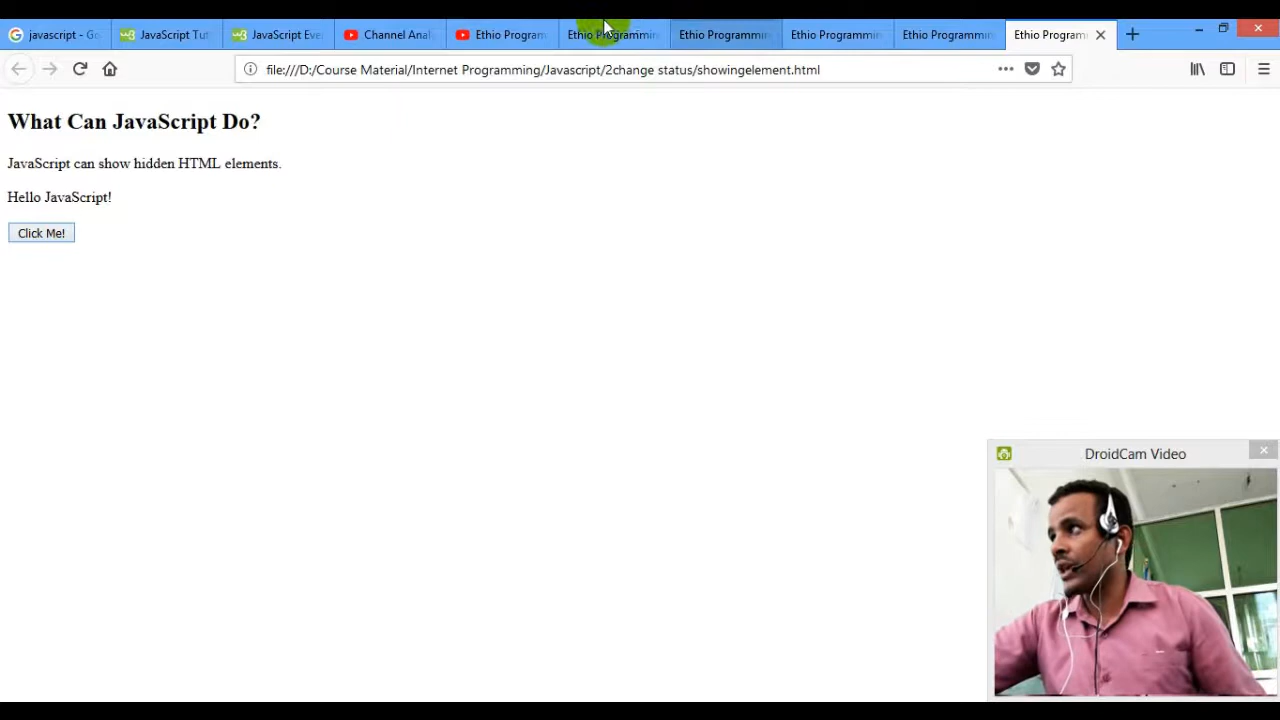 javascript - Go
JavaScript Tut
JavaScript Eve
Channel Anal
Ethio Program
Ethio Programmin
Ethio Programmin
Ethio Programmin
Ethio Programmin
Ethio Program
file:///D:/Course Material/Internet Programming/Javascript/2change status/showingelement.html
What Can JavaScript Do?
JavaScript can show hidden HTML elements.
Hello JavaScript!
Click Me!
DroidCam Video